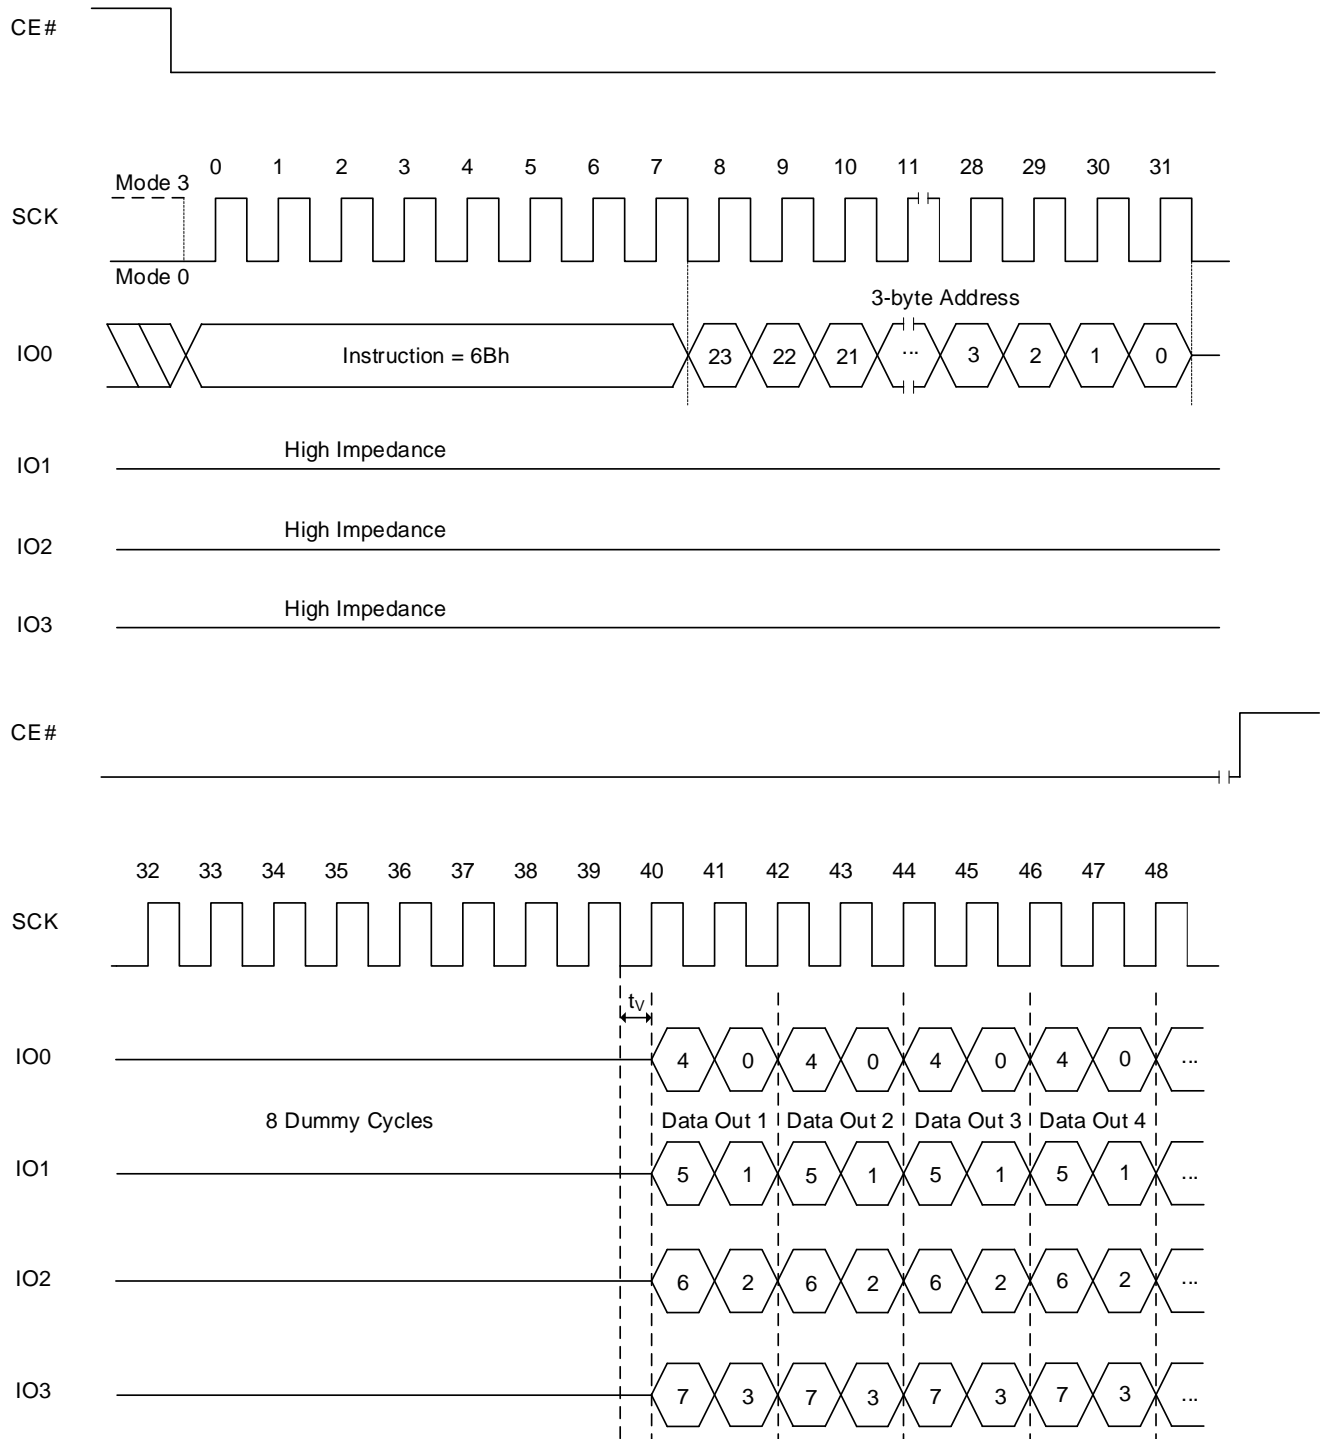 CE#
0 1 2 3 4 5 6 7 8 9 10 11 28 29 30 31
Mode 3
SCK
Mode 0
3-byte Address
IO0 Instruction = 6Bh 23 22 21 ... 3 2 1 0
High Impedance
IO1
High Impedance
IO2
High Impedance
IO3
CE#
32 33 34 35 36 37 38 39 40 41 42 43 44 45 46 47 48
SCK
tV
IO0 4 0 4 0 4 0 4 0 ...
8 Dummy Cycles Data Out 1 Data Out 2 Data Out 3 Data Out 4
IO1 5 1 5 1 5 1 5 1 ...
IO2 6 2 6 2 6 2 6 2 ...
IO3 7 3 7 3 7 3 7 3 ...